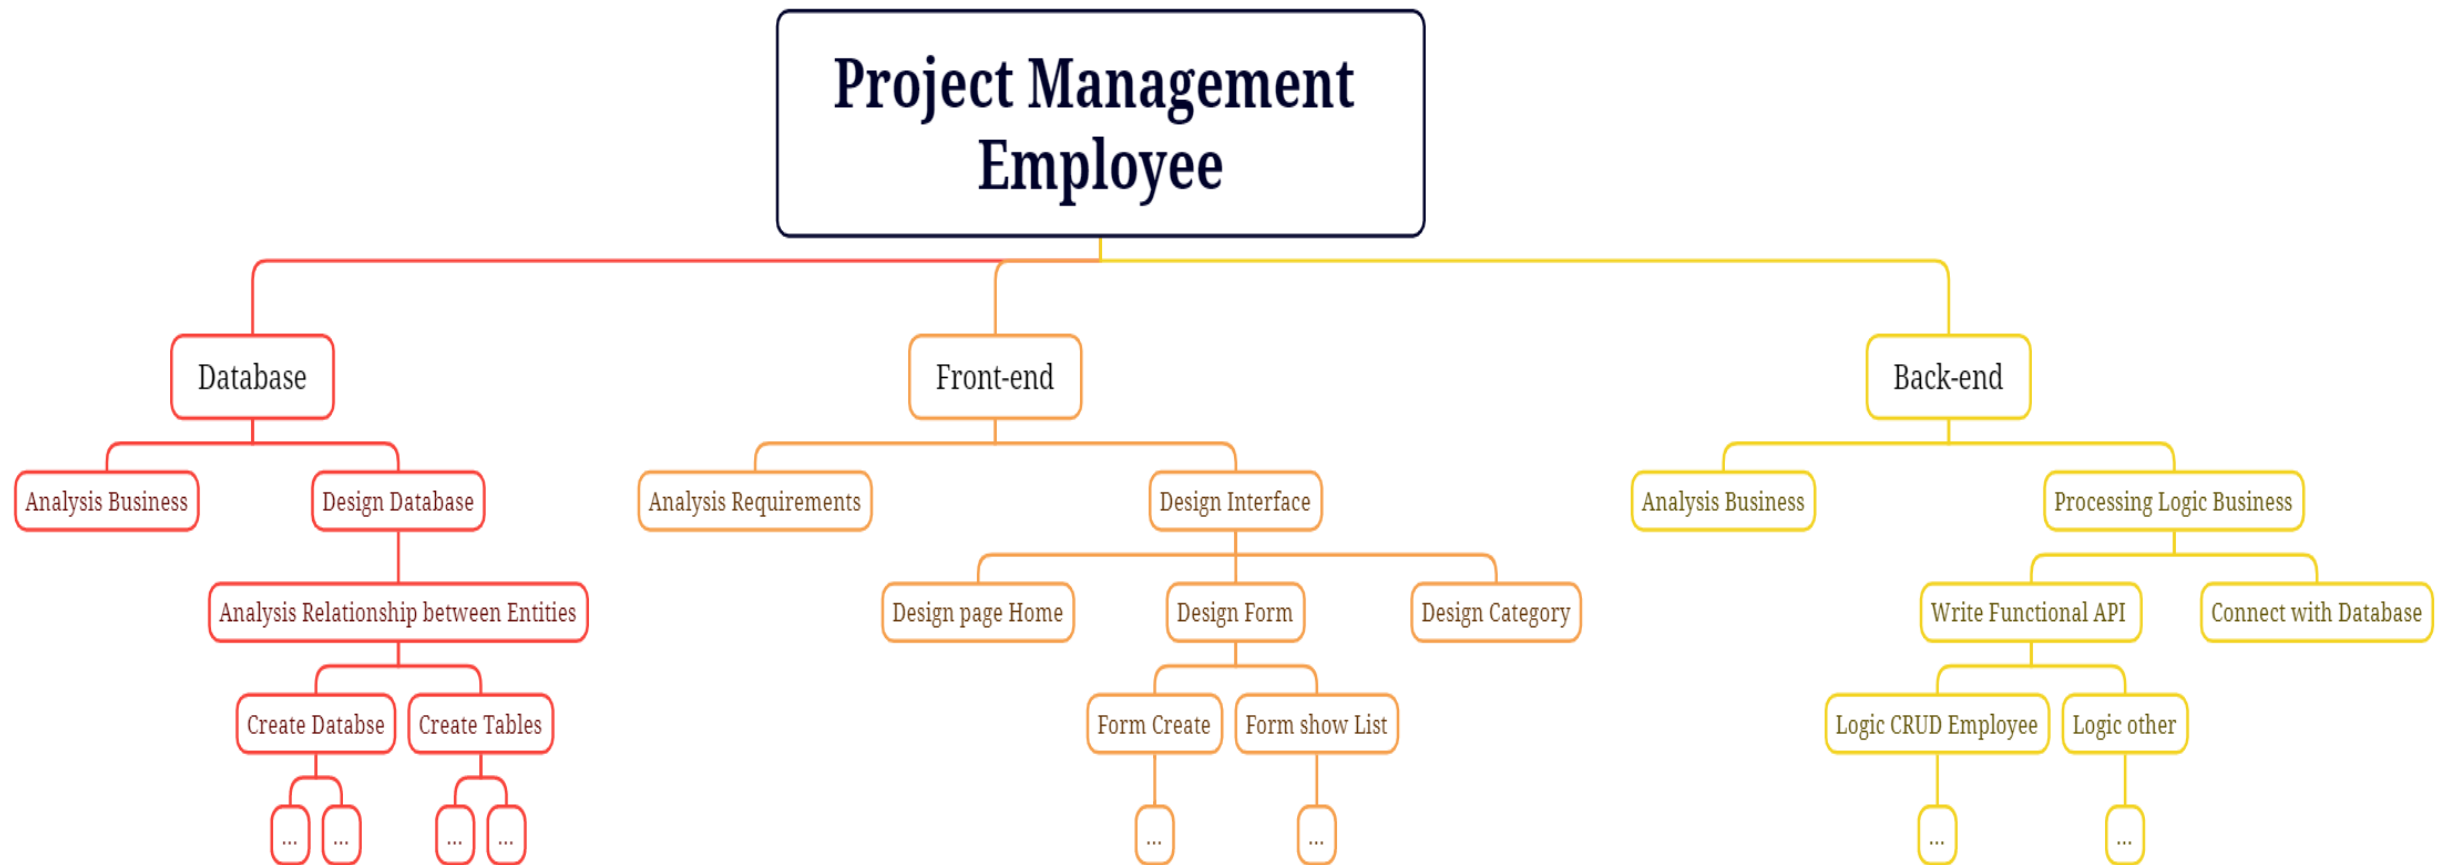 Project Management
Employee
Database
Front-end
Back-end
Analysis Business
Design Database
Analysis Requirements
Design Interface
Analysis Business
Processing Logic Business
Analysis Relationship between Entities
Design page Home
Design Form
Design Category
Write Functional API
Connect with Database
Create Databse
Create Tables
Form Create
Form show List
Logic CRUD Employee
Logic other
...
...
...
...
...
...
...
...